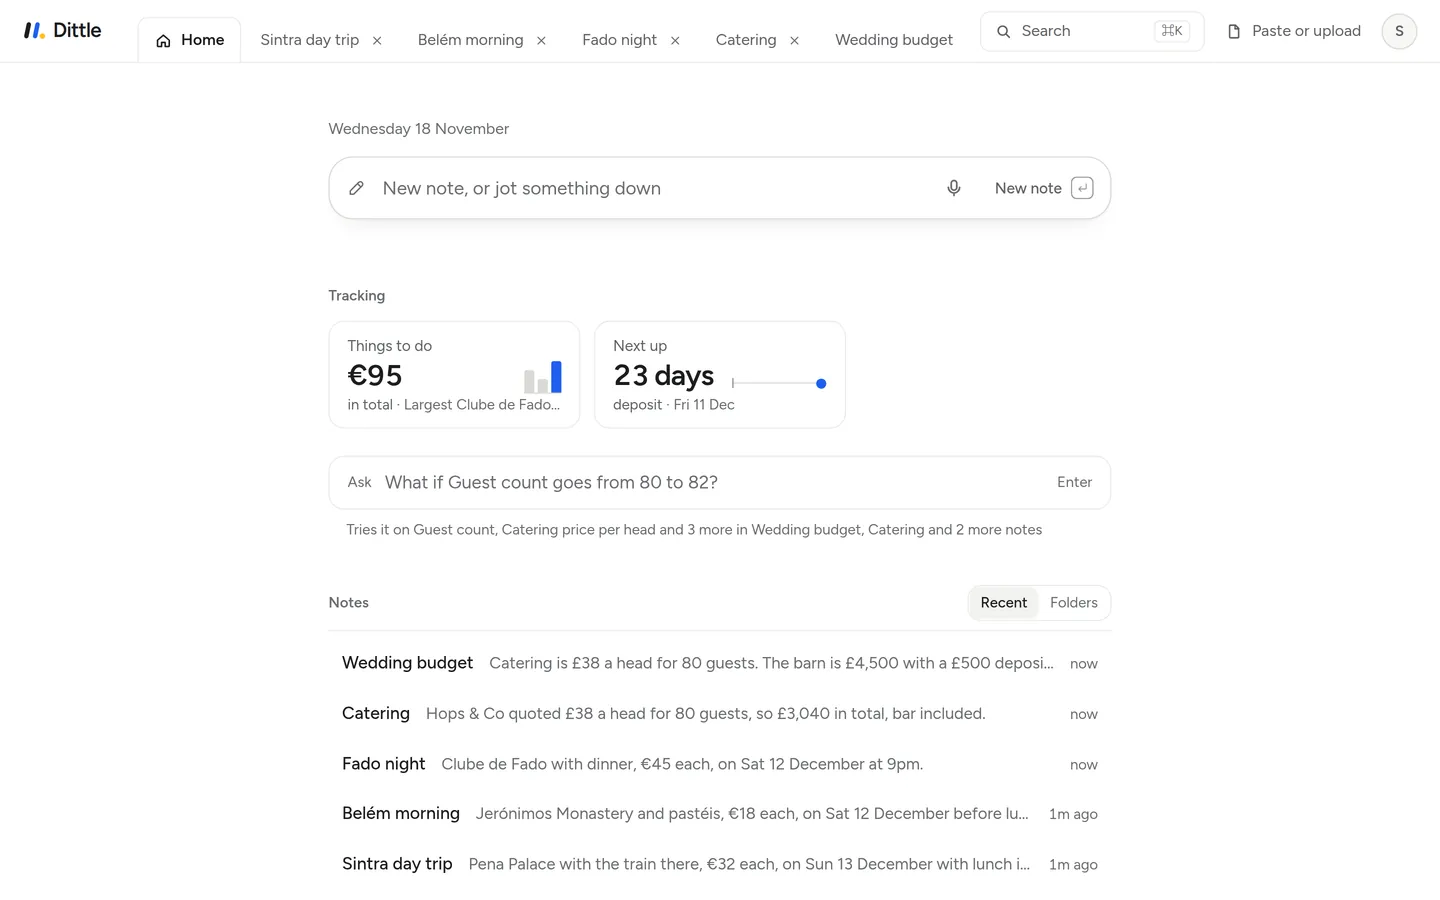 Dittle
Home
Sintra day trip
Belém morning
Fado night
Catering
Wedding budget
Search
⌘K
Paste or upload
S
Wednesday 18 November
New note, or jot something down
New note
Tracking
Things to do
€95
in total · Largest Clube de Fado...
Next up
23 days
deposit · Fri 11 Dec
Ask What if Guest count goes from 80 to 82? Enter
Tries it on Guest count, Catering price per head and 3 more in Wedding budget, Catering and 2 more notes
Notes
Recent Folders
Wedding budget Catering is £38 a head for 80 guests. The barn is £4,500 with a £500 deposi... now
Catering Hops & Co quoted £38 a head for 80 guests, so £3,040 in total, bar included. now
Fado night Clube de Fado with dinner, €45 each, on Sat 12 December at 9pm. now
Belém morning Jerónimos Monastery and pastéis, €18 each, on Sat 12 December before lu... 1m ago
Sintra day trip Pena Palace with the train there, €32 each, on Sun 13 December with lunch i... 1m ago